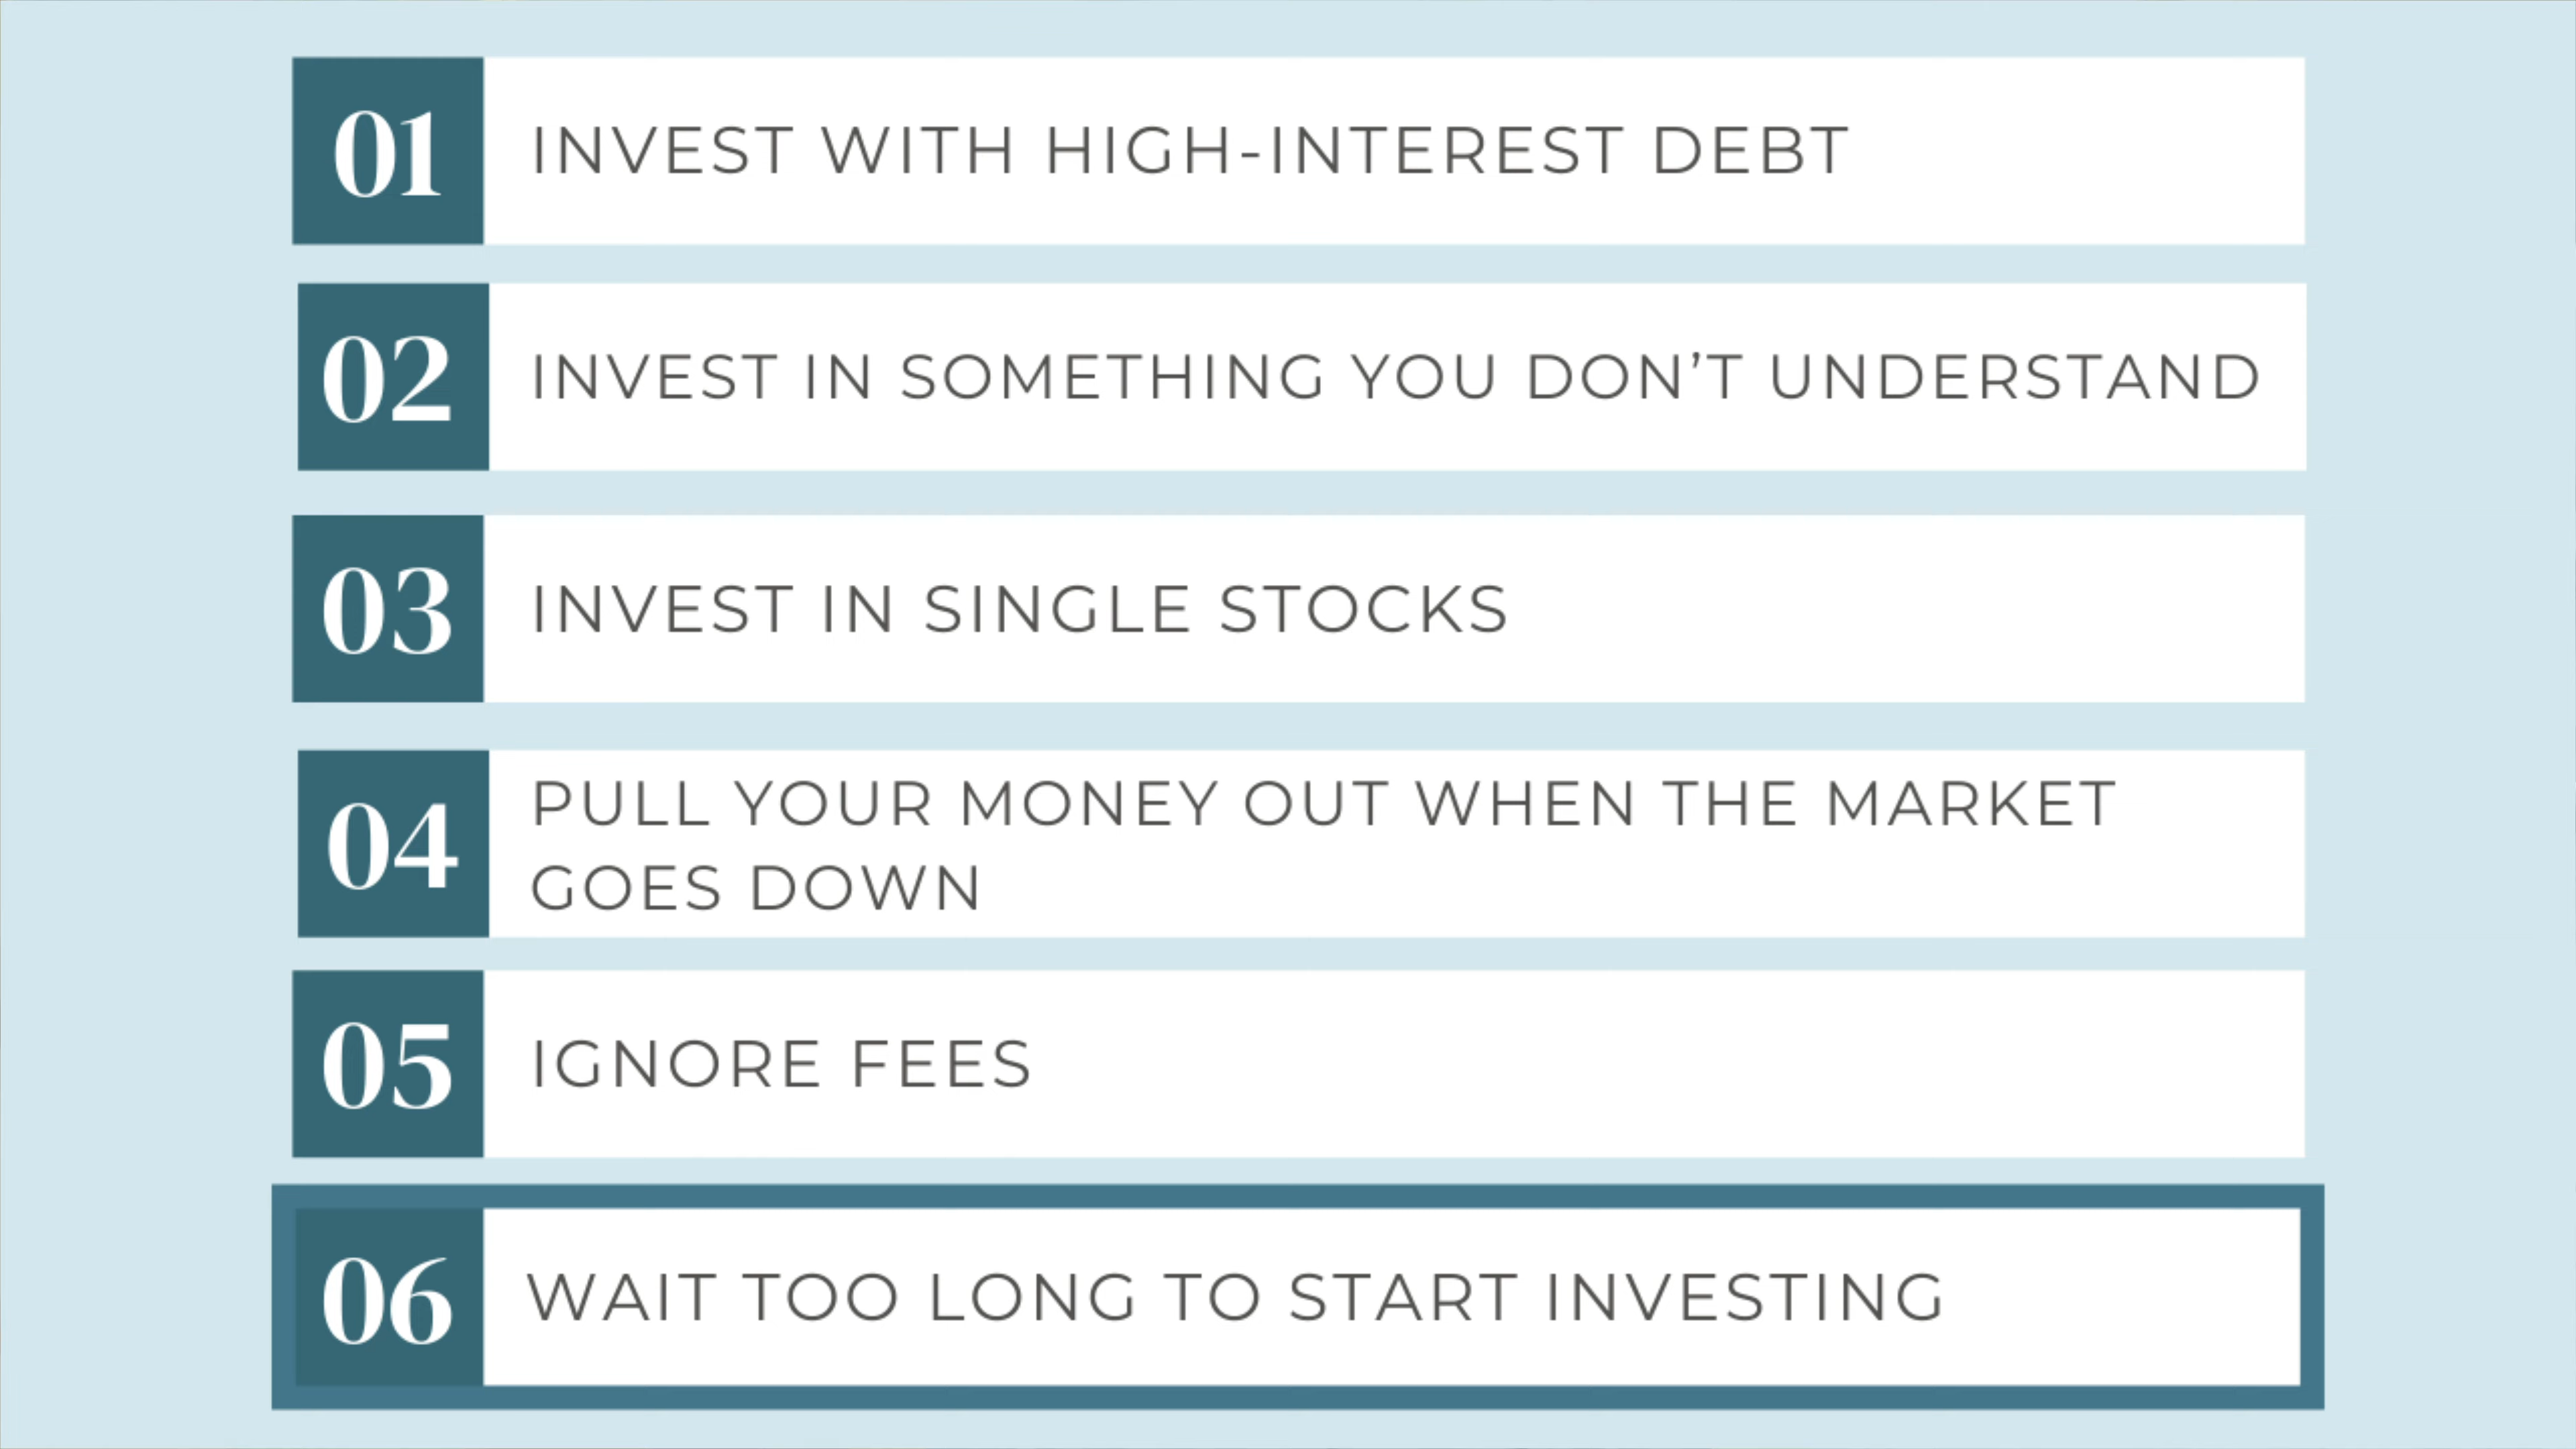 01 INVEST WITH HIGH-INTEREST DEBT
02 INVEST IN SOMETHING YOU DON’T UNDERSTAND
03 INVEST IN SINGLE STOCKS
04 PULL YOUR MONEY OUT WHEN THE MARKET
GOES DOWN
05 IGNORE FEES
06 WAIT TOO LONG TO START INVESTING